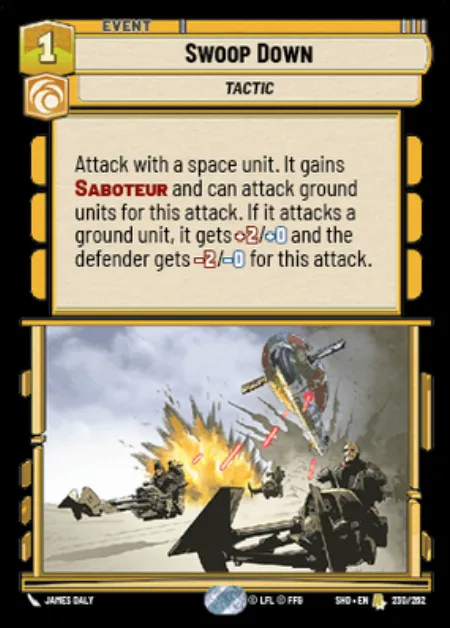 EVENT
1
SWOOP DOWN
TACTIC
Attack with a space unit. It gains
SABOTEUR and can attack ground
units for this attack. If it attacks a
ground unit, it gets +2/+0 and the
defender gets -2/-0 for this attack.
JAMES DALY
© LFL © FFG
SHD • EN
230/262